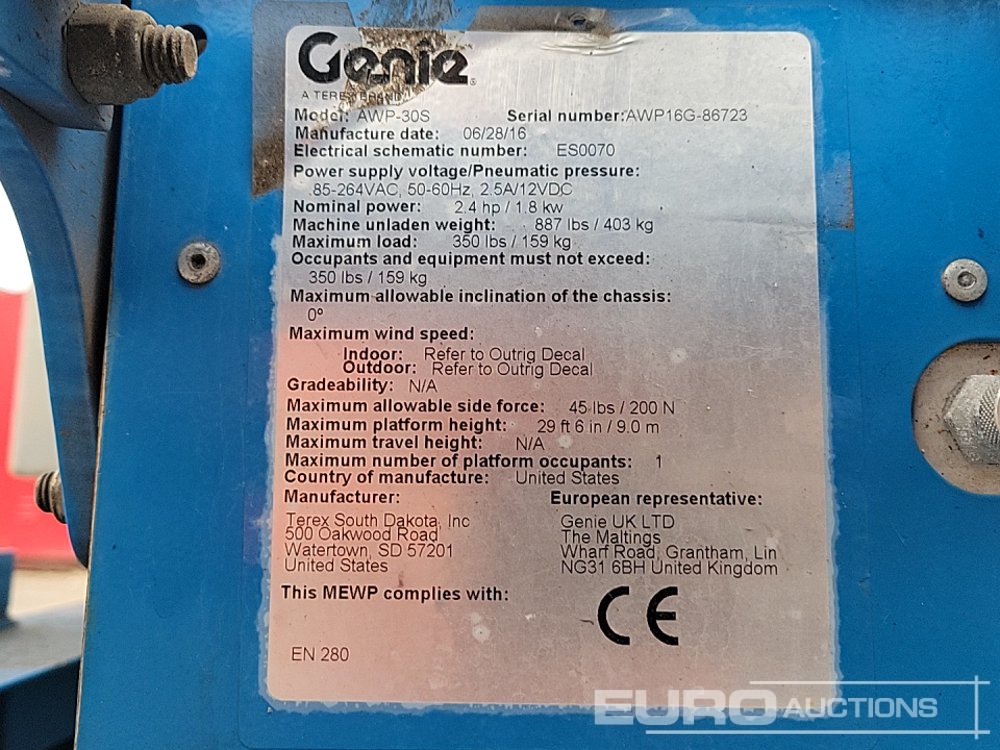 Genie
A TEREX BRAND
Model: AWP-30S Serial number: AWP16G-86723
Manufacture date: 06/28/16
Electrical schematic number: ES0070
Power supply voltage/Pneumatic pressure:
85-264VAC, 50-60Hz, 2.5A/12VDC
Nominal power: 2.4 hp / 1.8 kw
Machine unladen weight: 887 lbs / 403 kg
Maximum load: 350 lbs / 159 kg
Occupants and equipment must not exceed:
350 lbs / 159 kg
Maximum allowable inclination of the chassis:
0º
Maximum wind speed:
Indoor: Refer to Outrig Decal
Outdoor: Refer to Outrig Decal
Gradeability: N/A
Maximum allowable side force: 45 lbs / 200 N
Maximum platform height: 29 ft 6 in / 9.0 m
Maximum travel height: N/A
Maximum number of platform occupants: 1
Country of manufacture: United States
Manufacturer: European representative:
Terex South Dakota, Inc Genie UK LTD
500 Oakwood Road The Maltings
Watertown, SD 57201 Wharf Road, Grantham, Lin
United States NG31 6BH United Kingdom
This MEWP complies with: CE
EN 280
EURO AUCTIONS